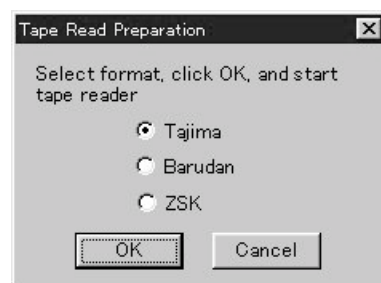 Tape Read Preparation
Select format, click OK, and start
tape reader
Tajima
Barudan
ZSK
OK Cancel